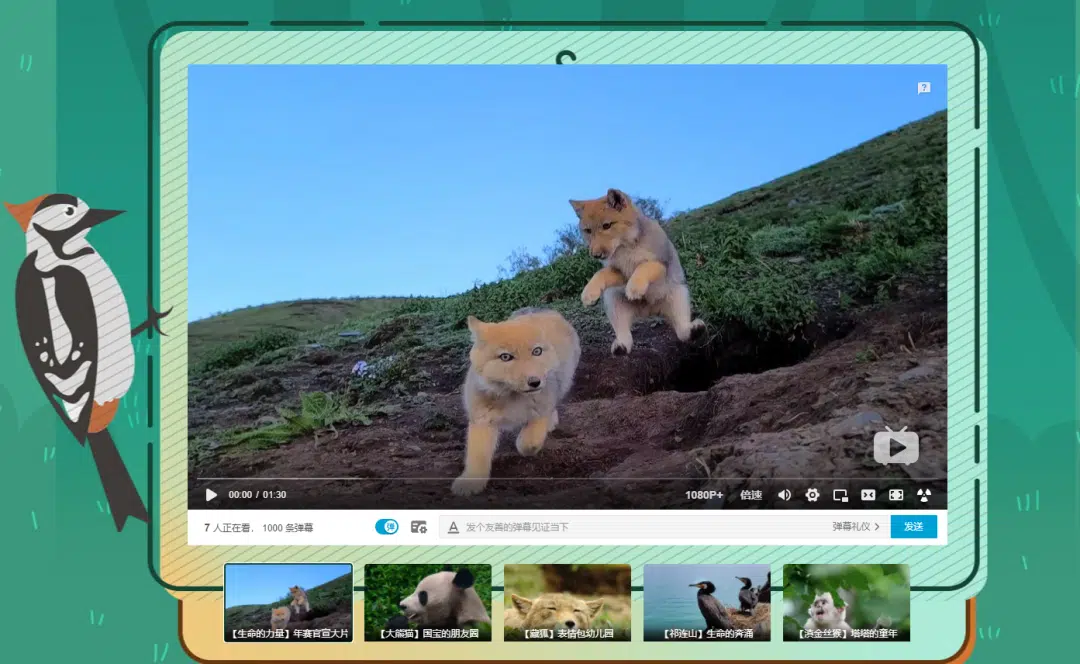 ?
00:00 / 01:30
1080P+ 倍速
7 人正在看， 1000 条弹幕
弹
A 发个友善的弹幕见证当下
弹幕礼仪 >
发送
【生命的力量】年赛官宣大片
【大熊猫】国宝的朋友圈
【藏狐】表情包幼儿园
【祁连山】生命的奔涌
【滇金丝猴】塔塔的童年